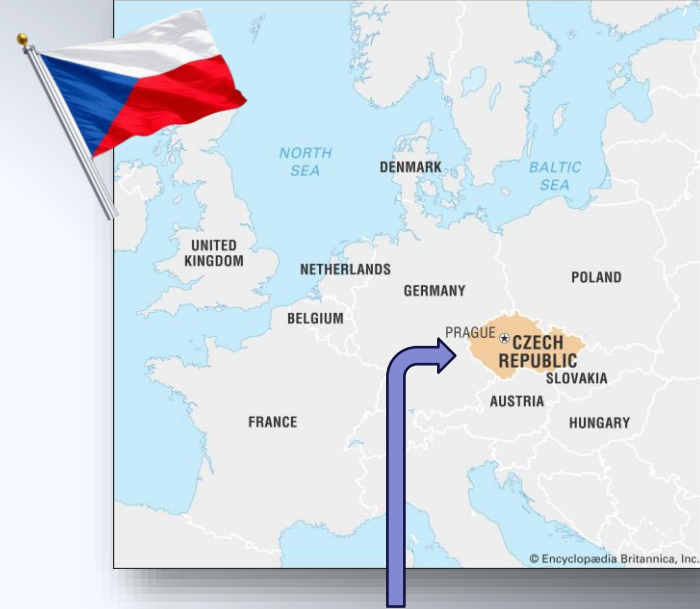 NORTH
SEA
DENMARK
BALTIC
SEA
UNITED
KINGDOM
NETHERLANDS
GERMANY
POLAND
BELGIUM
PRAGUE
CZECH
REPUBLIC
SLOVAKIA
AUSTRIA
FRANCE
HUNGARY
© Encyclopædia Britannica, Inc.